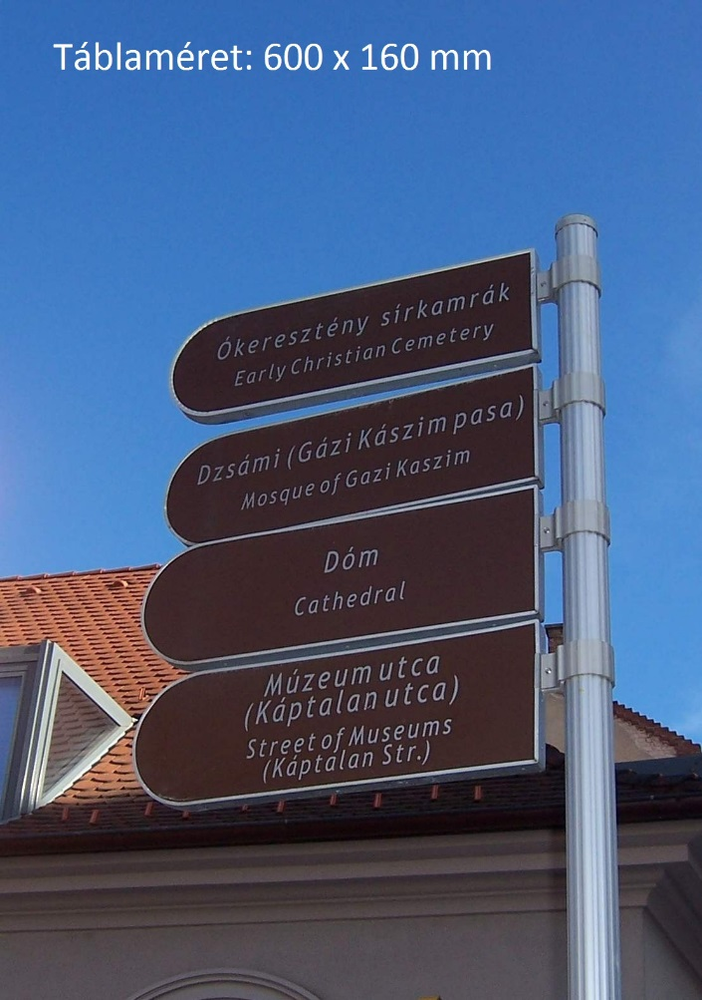 Táblaméret: 600 x 160 mm
Ókeresztény sírkamrák
Early Christian Cemetery
Dzsámi (Gázi Kászim pasa)
Mosque of Gazi Kaszim
Dóm
Cathedral
Múzeum utca
(Káptalan utca)
Street of Museums
(Káptalan Str.)